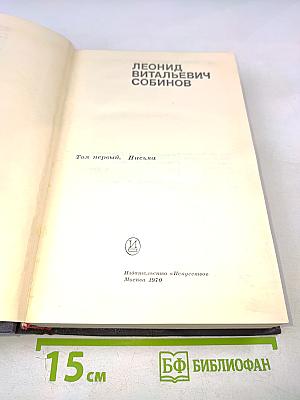 ЛЕОНИД
ВИТАЛЬЕВИЧ
СОБИНОВ
Том первый. Письма
И
Издательство «Искусство»
Москва 1970
15 см
БФ БИБЛИОФАН